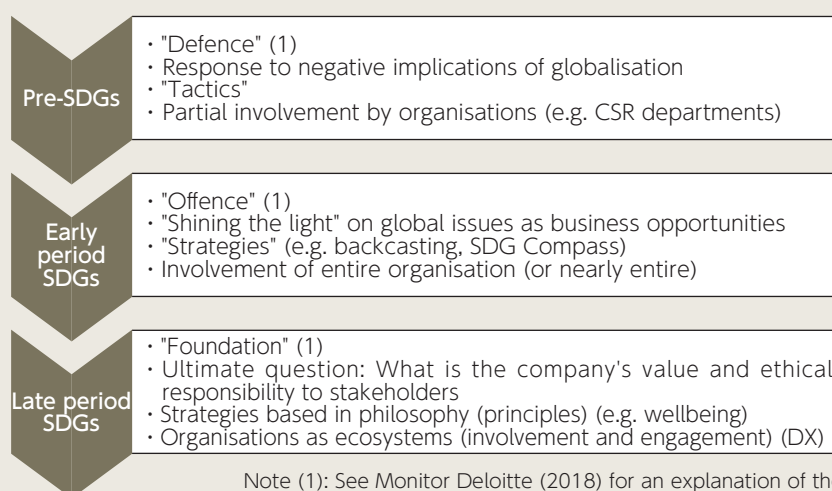 Pre-SDGs
· "Defence" (1)
· Response to negative implications of globalisation
· "Tactics"
· Partial involvement by organisations (e.g. CSR departments)
Early
period
SDGs
· "Offence" (1)
· "Shining the light" on global issues as business opportunities
· "Strategies" (e.g. backcasting, SDG Compass)
· Involvement of entire organisation (or nearly entire)
Late period
SDGs
· "Foundation" (1)
· Ultimate question: What is the company's value and ethical
responsibility to stakeholders
· Strategies based in philosophy (principles) (e.g. wellbeing)
· Organisations as ecosystems (involvement and engagement) (DX)
Note (1): See Monitor Deloitte (2018) for an explanation of th